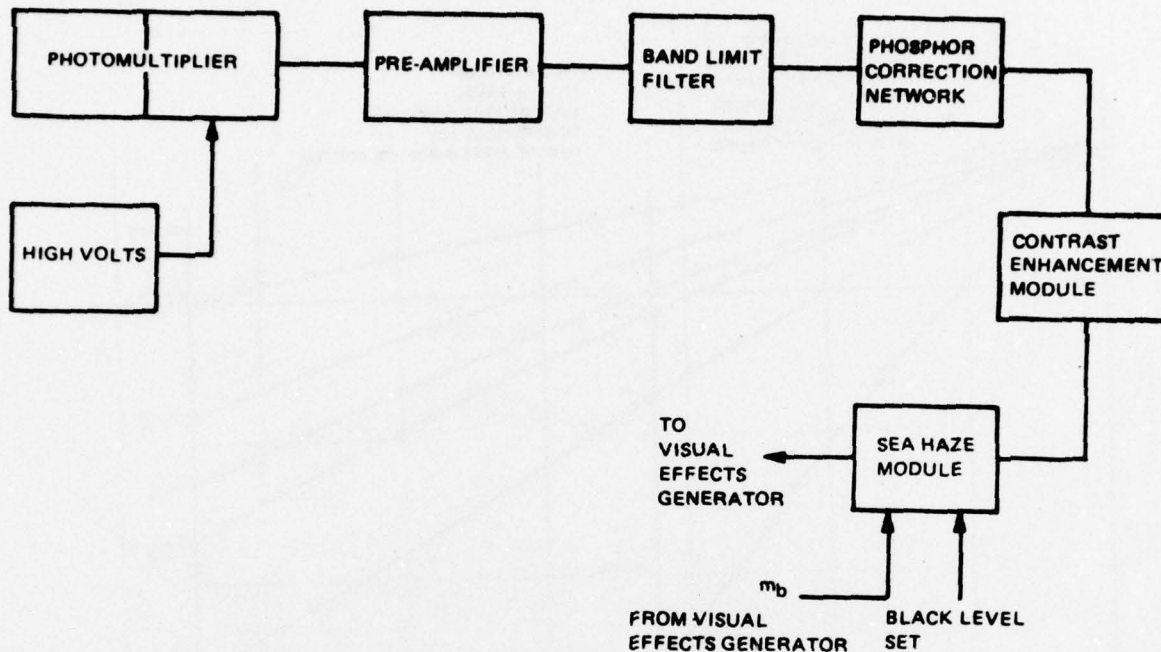 PHOTOMULTIPLIER
PRE-AMPLIFIER
BAND LIMIT
FILTER
PHOSPHOR
CORRECTION
NETWORK
HIGH VOLTS
CONTRAST
ENHANCEMENT
MODULE
TO
VISUAL
EFFECTS
GENERATOR
SEA HAZE
MODULE
mb
FROM VISUAL
EFFECTS GENERATOR
BLACK LEVEL
SET